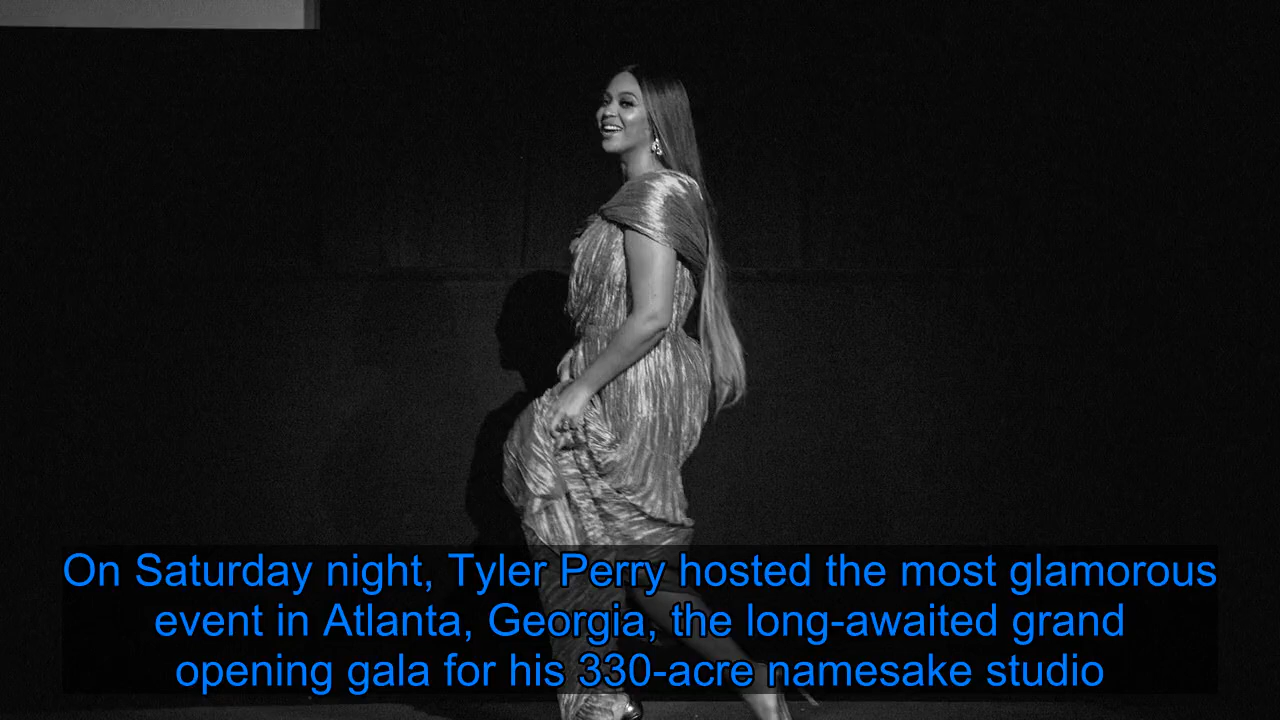 On Saturday night, Tyler Perry hosted the most glamorous
event in Atlanta, Georgia, the long-awaited grand
opening gala for his 330-acre namesake studio